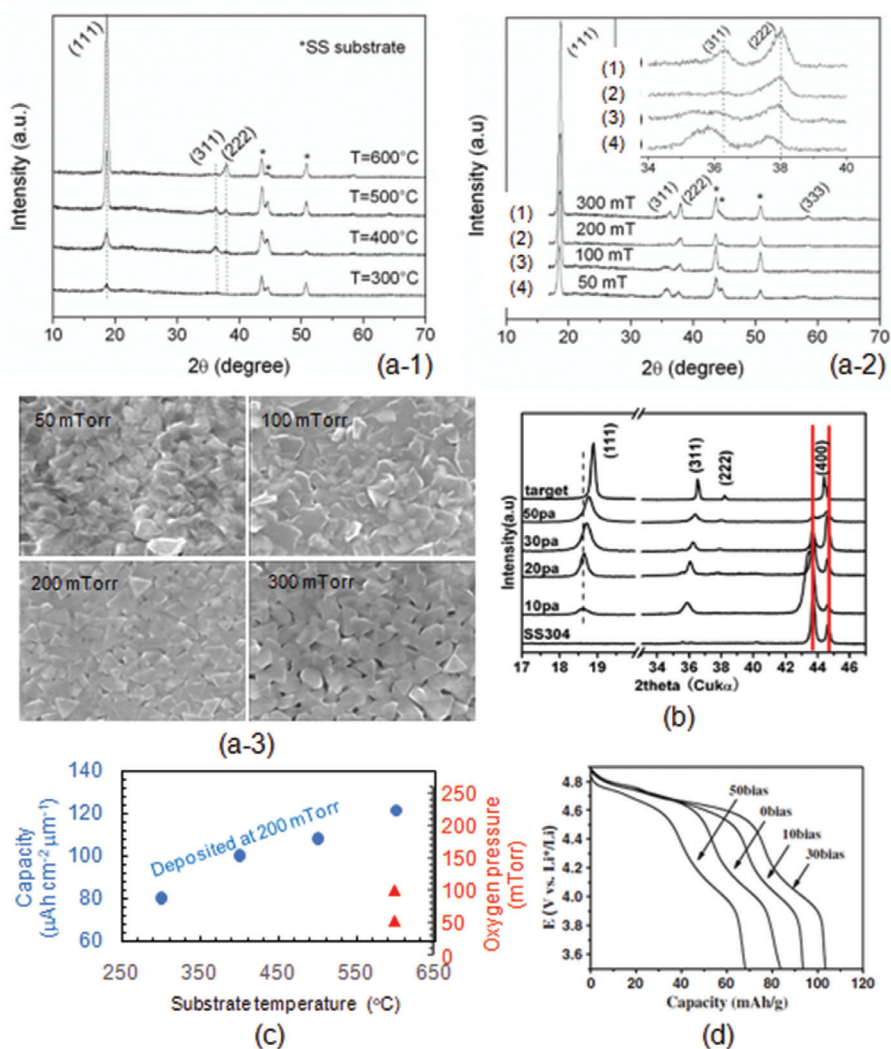 (111)
*SS substrate
(311)
(222)
* * *
T=600°C
T=500°C
T=400°C
T=300°C
Intensity (a.u.)
10 20 30 40 50 60 70
2θ (degree)
(a-1)
(*111)
(311)
(222)
(1)
(2)
(3)
(4)
34 35 36 37 38 39 40
(311)
(222)
* * *
(333)
(1) 300 mT
(2) 200 mT
(3) 100 mT
(4) 50 mT
Intensity (a.u)
10 20 30 40 50 60 70
2θ (degree)
(a-2)
50 mTorr
100 mTorr
200 mTorr
300 mTorr
(a-3)
(111)
(311)
(222)
(400)
target
50pa
30pa
20pa
10pa
SS304
Intensity(a.u)
17 18 19 34 36 38 40 42 44 46
2theta (Cukα)
(b)
140
120
100
80
60
Capacity
(μAh cm⁻² μm⁻¹)
Deposited at 200 mTorr
250
200
150
100
50
0
Oxygen pressure
(mTorr)
250 350 450 550 650
Substrate temperature (°C)
(c)
4.8
4.6
4.4
4.2
4.0
3.8
3.6
E (V vs. Li⁺/Li)
50bias
0bias
10bias
30bias
0 20 40 60 80 100 120
Capacity (mAh/g)
(d)